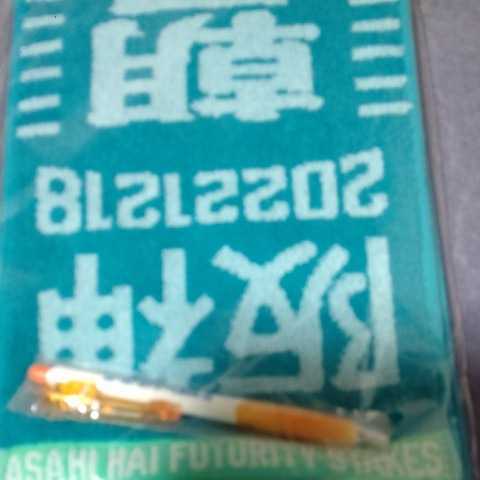 阪神
20221218
朝
ASAHI HAI FUTURITY STAKES